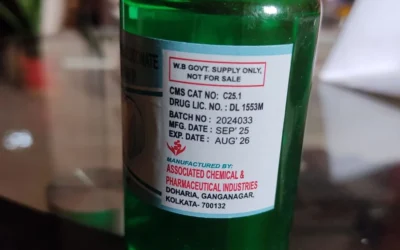 W.B GOVT. SUPPLY ONLY,
NOT FOR SALE
CMS CAT NO: C25.1
DRUG LIC. NO. : DL 1553M
BATCH NO : 2024033
MFG. DATE : SEP' 25
EXP. DATE : AUG' 26
MANUFACTURED BY:
ASSOCIATED CHEMICAL &
PHARMACEUTICAL INDUSTRIES
DOHARIA, GANGANAGAR,
KOLKATA- 700132